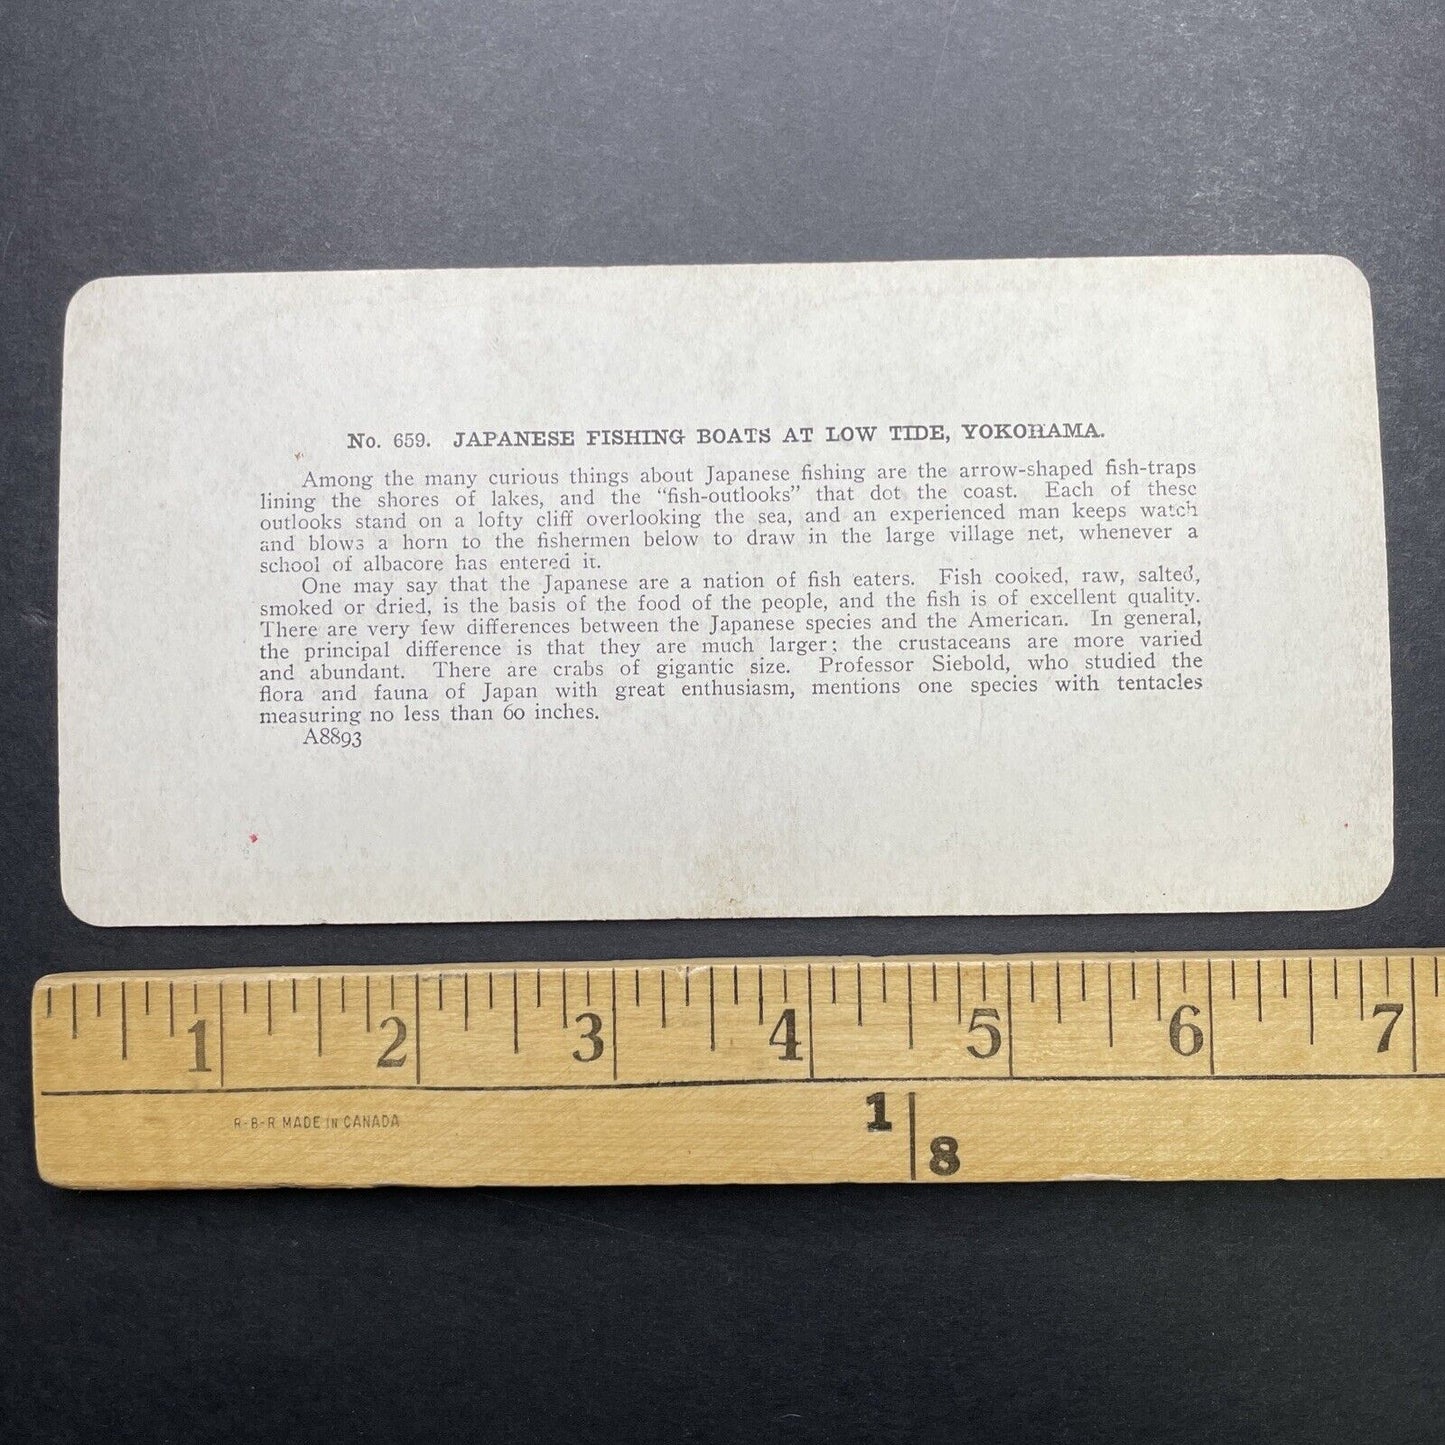 No. 659. JAPANESE FISHING BOATS AT LOW TIDE, YOKOHAMA.
Among the many curious things about Japanese fishing are the arrow-shaped fish-traps
lining the shores of lakes, and the "fish-outlooks" that dot the coast. Each of these
outlooks stand on a lofty cliff overlooking the sea, and an experienced man keeps watch
and blows a horn to the fishermen below to draw in the large village net, whenever a
school of albacore has entered it.
One may say that the Japanese are a nation of fish eaters. Fish cooked, raw, salted,
smoked or dried, is the basis of the food of the people, and the fish is of excellent quality.
There are very few differences between the Japanese species and the American. In general,
the principal difference is that they are much larger; the crustaceans are more varied
and abundant. There are crabs of gigantic size. Professor Siebold, who studied the
flora and fauna of Japan with great enthusiasm, mentions one species with tentacles
measuring no less than 60 inches.
A8893
1 2 3 4 5 6 7
R-B-R MADE IN CANADA
1
8